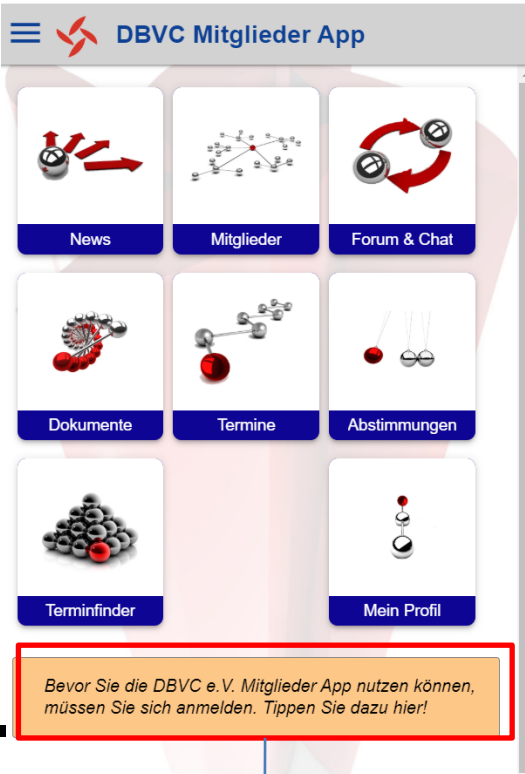 DBVC Mitglieder App
News
Mitglieder
Forum & Chat
Dokumente
Termine
Abstimmungen
Terminfinder
Mein Profil
Bevor Sie die DBVC e.V. Mitglieder App nutzen können,
müssen Sie sich anmelden. Tippen Sie dazu hier!